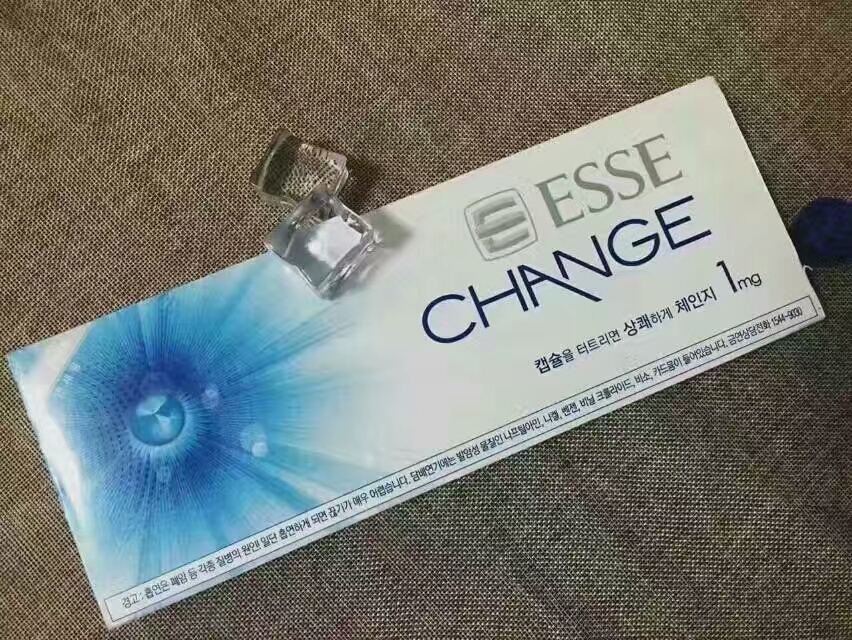 ESSE
CHANGE
캡슐을 터트리면 상쾌하게 체인지 1mg
경고 : 흡연은 폐암 등 각종 질병의 원인! 일단 흡연하게 되면 끊기가 매우 어렵습니다. 담배연기에는 발암성 물질인 나프틸아민, 니켈, 벤젠, 비닐 크롤라이드, 비소, 카드뮴이 들어있습니다. 금연상담전화 1544-9030